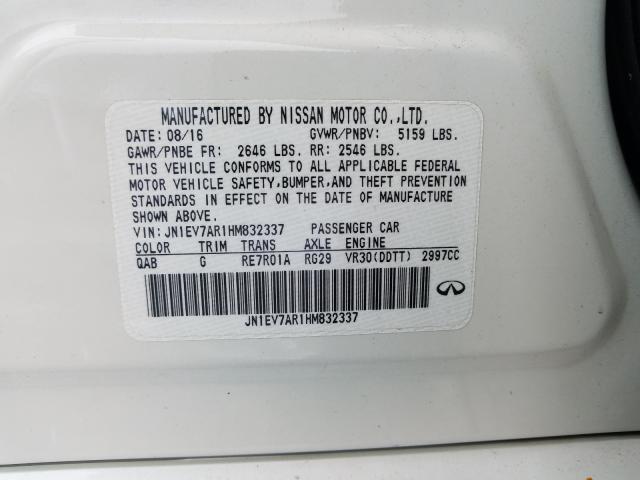 MANUFACTURED BY NISSAN MOTOR CO.,LTD.
DATE: 08/16 GVWR/PNBV: 5159 LBS.
GAWR/PNBE FR: 2646 LBS. RR: 2546 LBS.
THIS VEHICLE CONFORMS TO ALL APPLICABLE FEDERAL
MOTOR VEHICLE SAFETY,BUMPER,AND THEFT PREVENTION
STANDARDS IN EFFECT ON THE DATE OF MANUFACTURE
SHOWN ABOVE.
VIN: JN1EV7AR1HM832337 PASSENGER CAR
COLOR TRIM TRANS AXLE ENGINE
QAB G RE7R01A RG29 VR30(DDTT) 2997CC
JN1EV7AR1HM832337